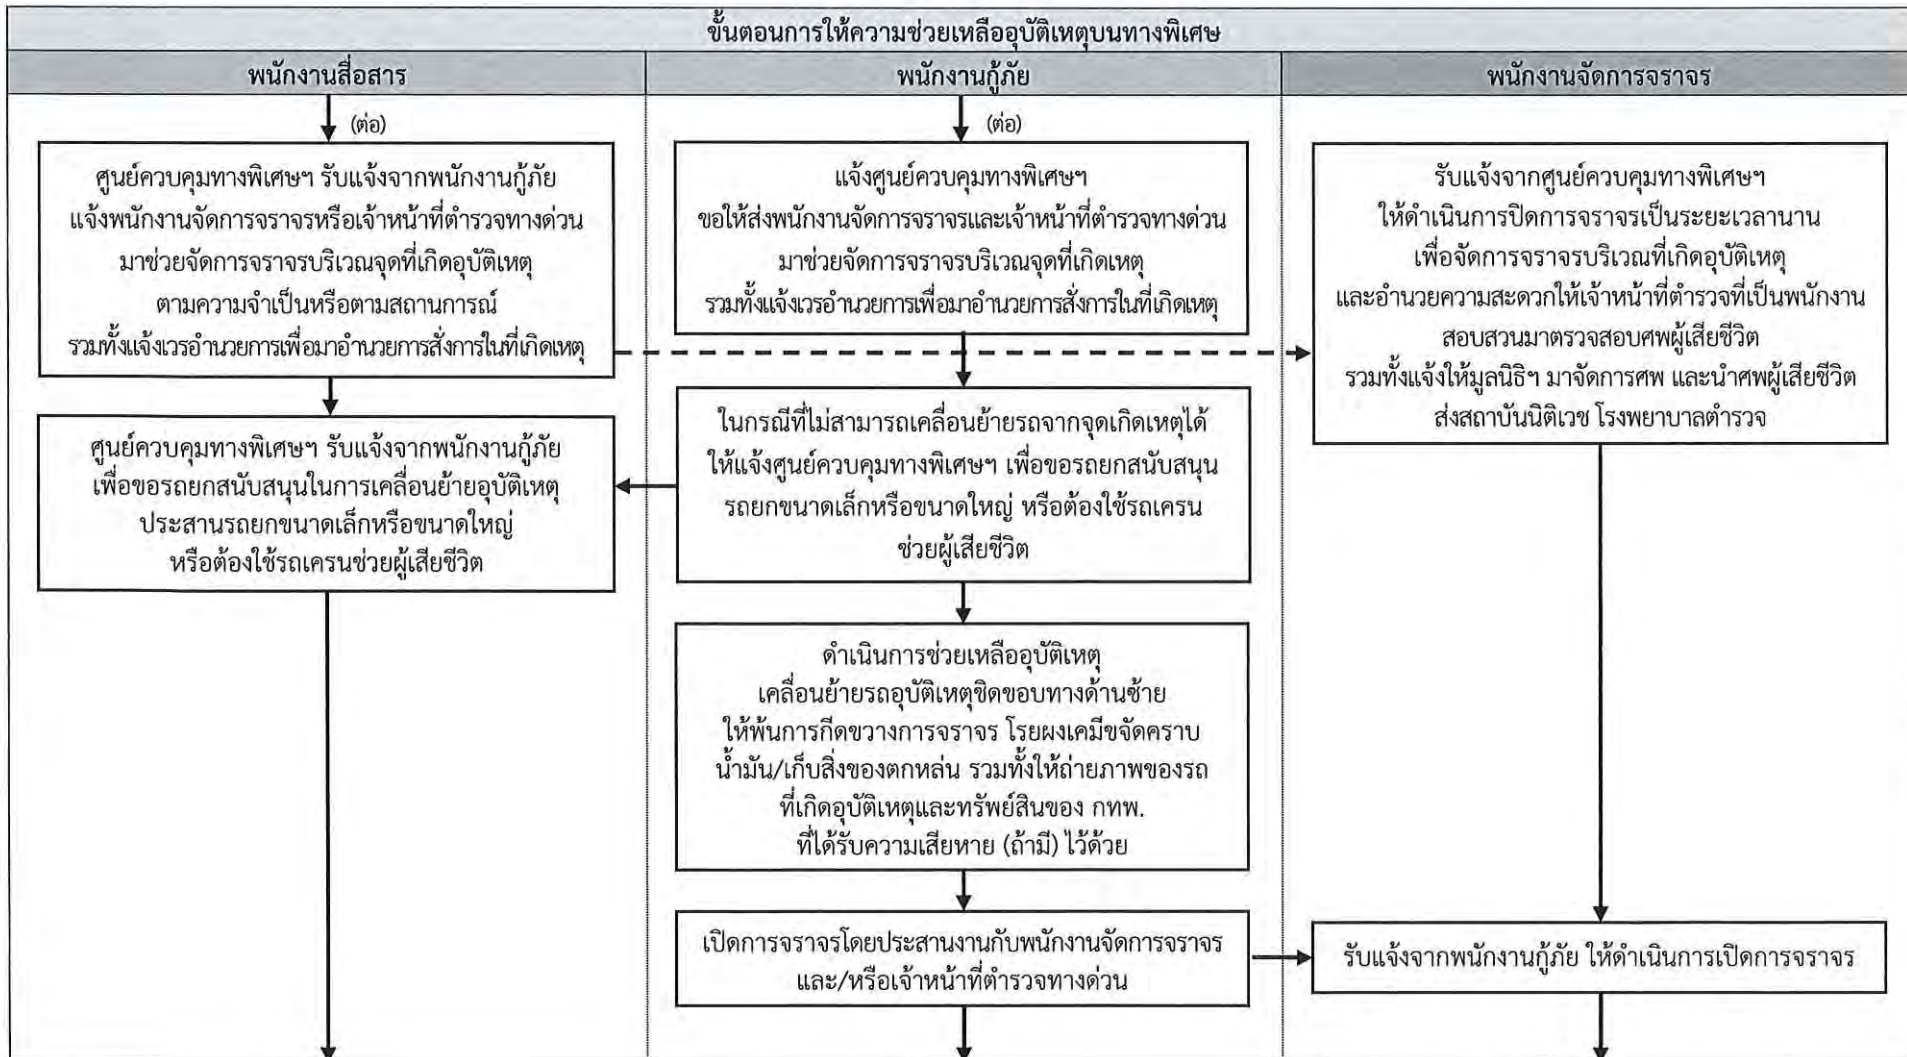 ขั้นตอนการให้ความช่วยเหลืออุบัติเหตุบนทางพิเศษ
พนักงานสื่อสาร
พนักงานกู้ภัย
พนักงานจัดการจราจร
(ต่อ)
ศูนย์ควบคุมทางพิเศษฯ รับแจ้งจากพนักงานกู้ภัย
แจ้งพนักงานจัดการจราจรหรือเจ้าหน้าที่ตำรวจทางด่วน
มาช่วยจัดการจราจรบริเวณจุดที่เกิดอุบัติเหตุ
ตามความจำเป็นหรือตามสถานการณ์
รวมทั้งแจ้งเวรอำนวยการเพื่อมาอำนวยการสั่งการในที่เกิดเหตุ
(ต่อ)
แจ้งศูนย์ควบคุมทางพิเศษฯ
ขอให้ส่งพนักงานจัดการจราจรและเจ้าหน้าที่ตำรวจทางด่วน
มาช่วยจัดการจราจรบริเวณจุดที่เกิดเหตุ
รวมทั้งแจ้งเวรอำนวยการเพื่อมาอำนวยการสั่งการในที่เกิดเหตุ
รับแจ้งจากศูนย์ควบคุมทางพิเศษฯ
ให้ดำเนินการปิดการจราจรเป็นระยะเวลานาน
เพื่อจัดการจราจรบริเวณที่เกิดอุบัติเหตุ
และอำนวยความสะดวกให้เจ้าหน้าที่ตำรวจที่เป็นพนักงาน
สอบสวนมาตรวจสอบศพผู้เสียชีวิต
รวมทั้งแจ้งให้มูลนิธิฯ มาจัดการศพ และนำศพผู้เสียชีวิต
ส่งสถาบันนิติเวช โรงพยาบาลตำรวจ
ศูนย์ควบคุมทางพิเศษฯ รับแจ้งจากพนักงานกู้ภัย
เพื่อขอรถยกสนับสนุนในการเคลื่อนย้ายอุบัติเหตุ
ประสานรถยกขนาดเล็กหรือขนาดใหญ่
หรือต้องใช้รถเครนช่วยผู้เสียชีวิต
ในกรณีที่ไม่สามารถเคลื่อนย้ายรถจากจุดเกิดเหตุได้
ให้แจ้งศูนย์ควบคุมทางพิเศษฯ เพื่อขอรถยกสนับสนุน
รถยกขนาดเล็กหรือขนาดใหญ่ หรือต้องใช้รถเครน
ช่วยผู้เสียชีวิต
ดำเนินการช่วยเหลืออุบัติเหตุ
เคลื่อนย้ายรถอุบัติเหตุชิดขอบทางด้านซ้าย
ให้พ้นการกีดขวางการจราจร โรยผงเคมีขจัดคราบ
น้ำมัน/เก็บสิ่งของตกหล่น รวมทั้งให้ถ่ายภาพของรถ
ที่เกิดอุบัติเหตุและทรัพย์สินของ กทพ.
ที่ได้รับความเสียหาย (ถ้ามี) ไว้ด้วย
เปิดการจราจรโดยประสานงานกับพนักงานจัดการจราจร
และ/หรือเจ้าหน้าที่ตำรวจทางด่วน
รับแจ้งจากพนักงานกู้ภัย ให้ดำเนินการเปิดการจราจร